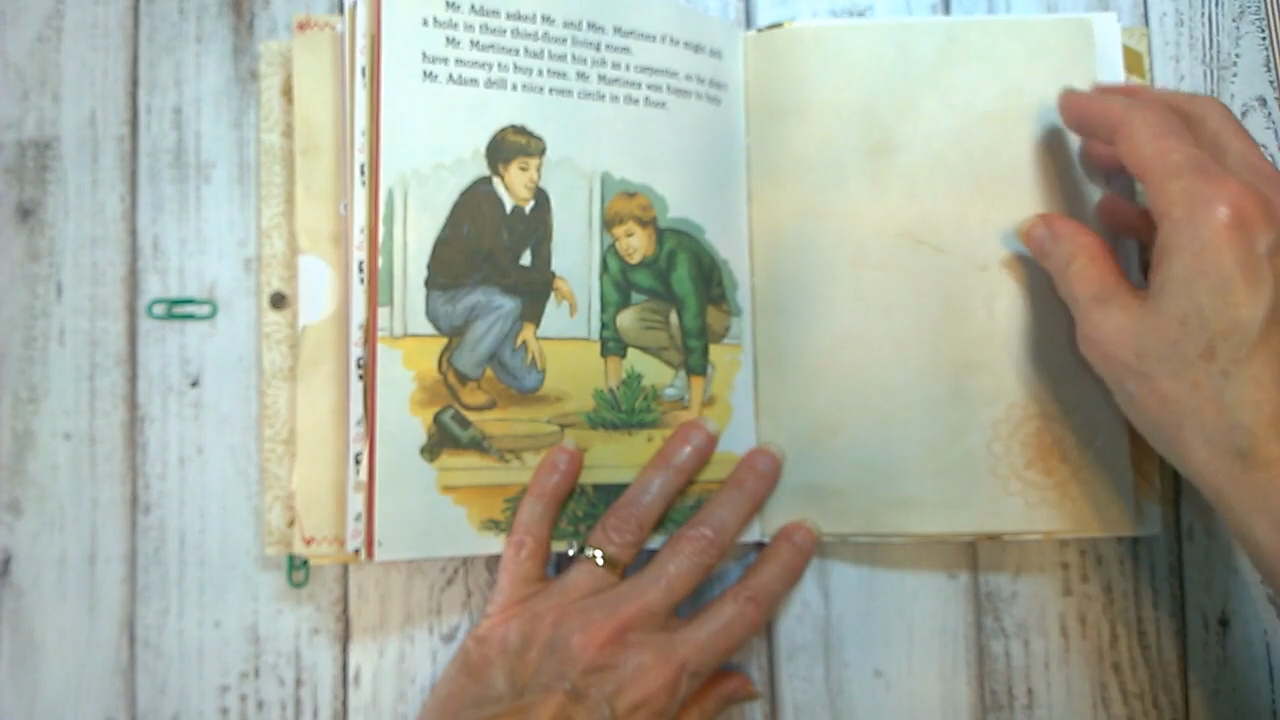 Mr. Adam asked Mr. and Mrs. Martinez if he might drill
a hole in their third-floor living room.
Mr. Martinez had lost his job as a carpenter, so he didn't
have money to buy a tree. Mr. Martinez was happy to help
Mr. Adam drill a nice even circle in the floor.